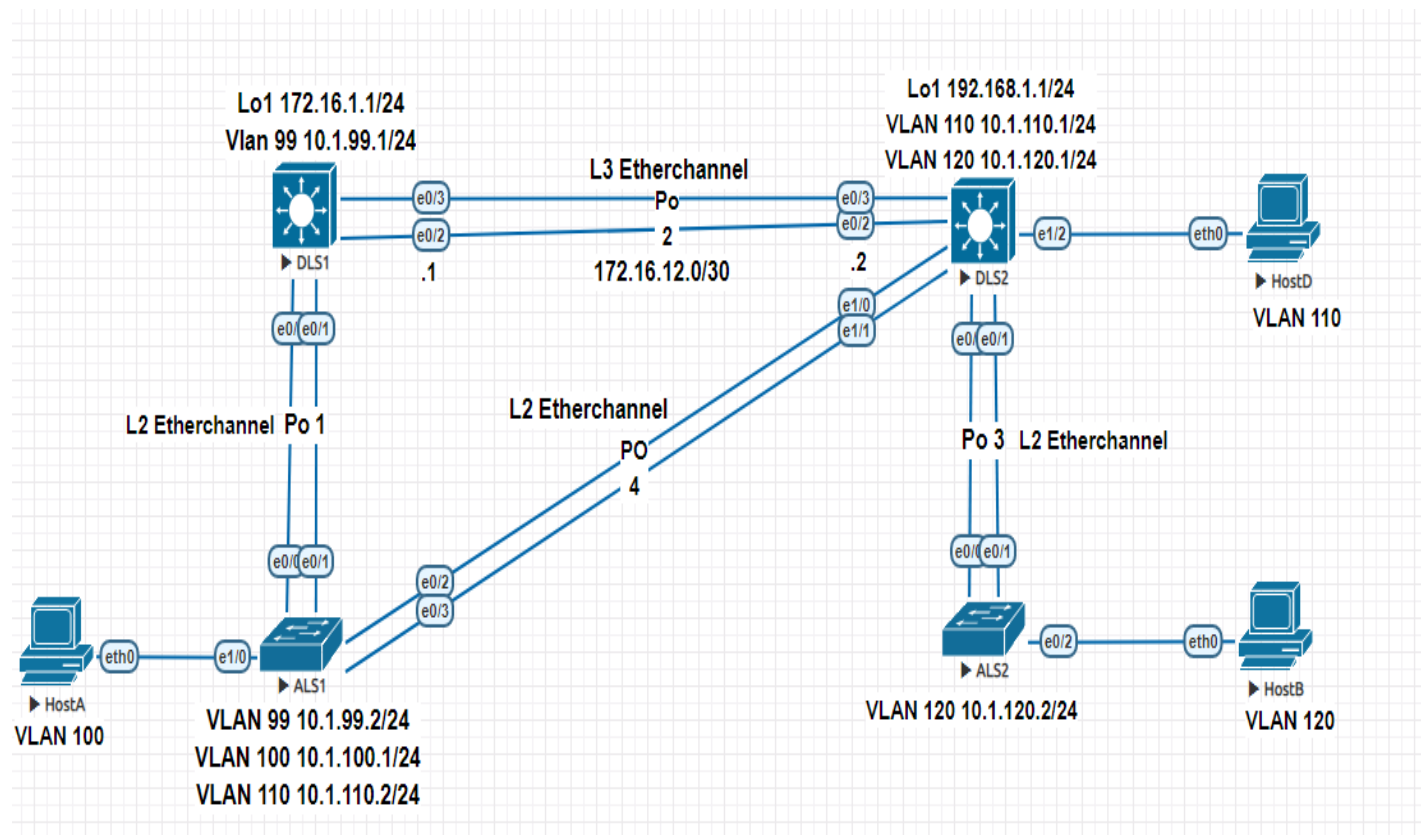 Lo1 172.16.1.1/24
Vlan 99 10.1.99.1/24
Lo1 192.168.1.1/24
VLAN 110 10.1.110.1/24
VLAN 120 10.1.120.1/24
L3 Etherchannel
Po
2
172.16.12.0/30
e0/3
e0/2
.1
e0/3
e0/2
.2
DLS1
DLS2
e1/2
eth0
HostD
VLAN 110
e0/
e0/1
e1/0
e1/1
e0/
e0/1
L2 Etherchannel Po 1
L2 Etherchannel
PO
4
Po 3 L2 Etherchannel
e0/0
e0/1
e0/2
e0/3
e0/
e0/1
eth0
e1/0
HostA
VLAN 100
ALS1
VLAN 99 10.1.99.2/24
VLAN 100 10.1.100.1/24
VLAN 110 10.1.110.2/24
ALS2
VLAN 120 10.1.120.2/24
e0/2
eth0
HostB
VLAN 120